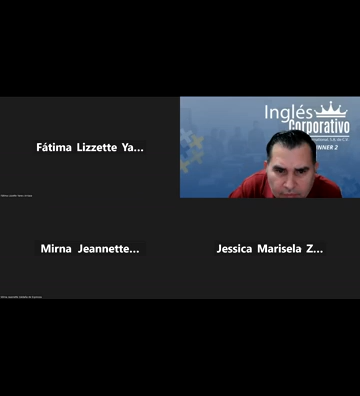 Fátima Lizzette Ya...
Inglés
Corporativo
INNER 2
Mirna Jeannette...
Jessica Marisela Z...